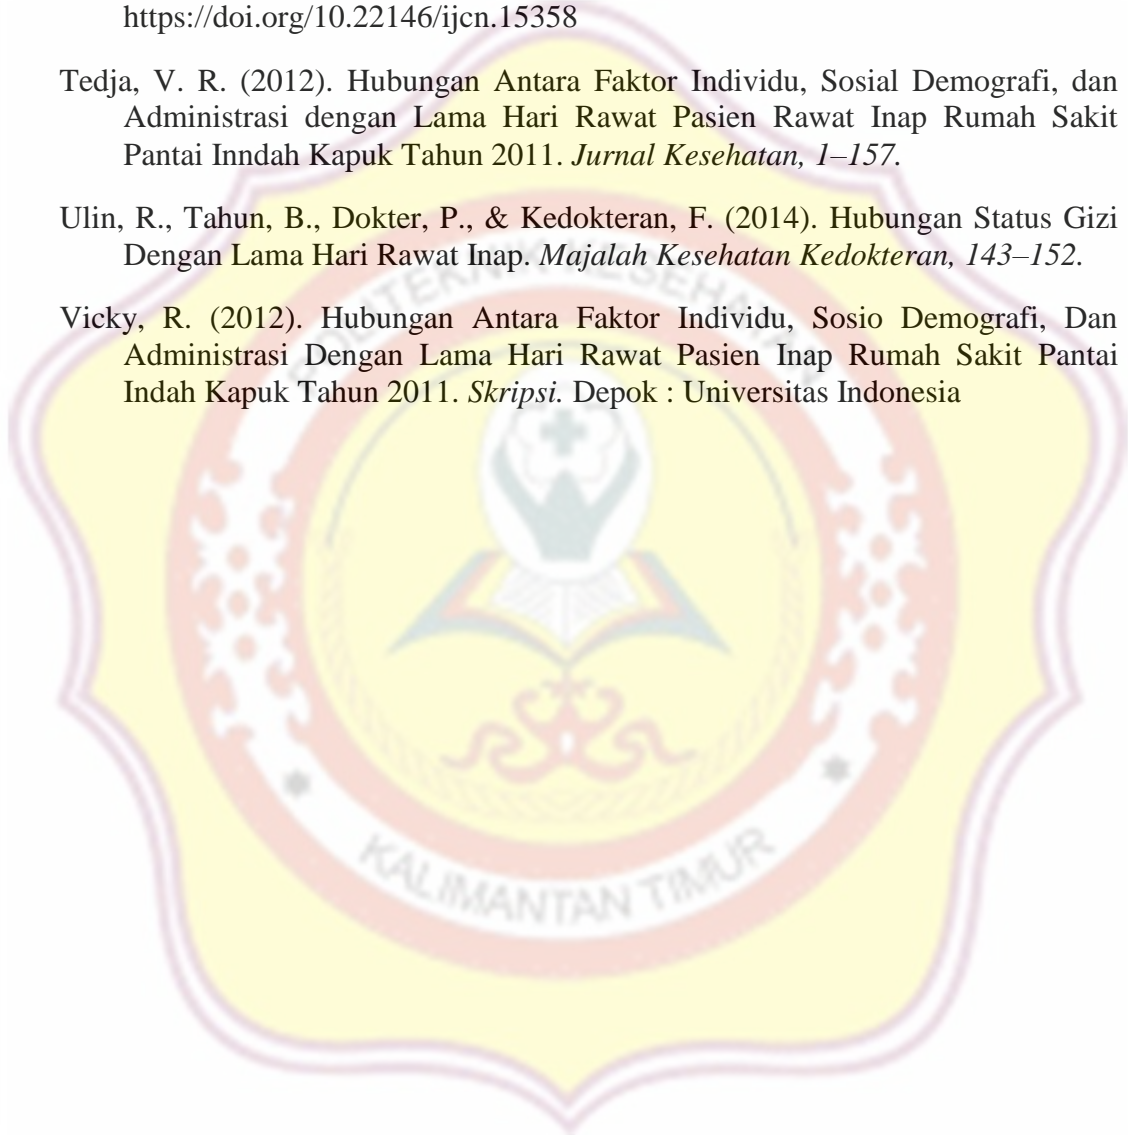 https://doi.org/10.22146/ijcn.15358
Tedja, V. R. (2012). Hubungan Antara Faktor Individu, Sosial Demografi, dan
Administrasi dengan Lama Hari Rawat Pasien Rawat Inap Rumah Sakit
Pantai Inndah Kapuk Tahun 2011. Jurnal Kesehatan, 1–157.
Ulin, R., Tahun, B., Dokter, P., & Kedokteran, F. (2014). Hubungan Status Gizi
Dengan Lama Hari Rawat Inap. Majalah Kesehatan Kedokteran, 143–152.
Vicky, R. (2012). Hubungan Antara Faktor Individu, Sosio Demografi, Dan
Administrasi Dengan Lama Hari Rawat Pasien Inap Rumah Sakit Pantai
Indah Kapuk Tahun 2011. Skripsi. Depok : Universitas Indonesia
POLITEKNIK KESEHATAN
KALIMANTAN TIMUR